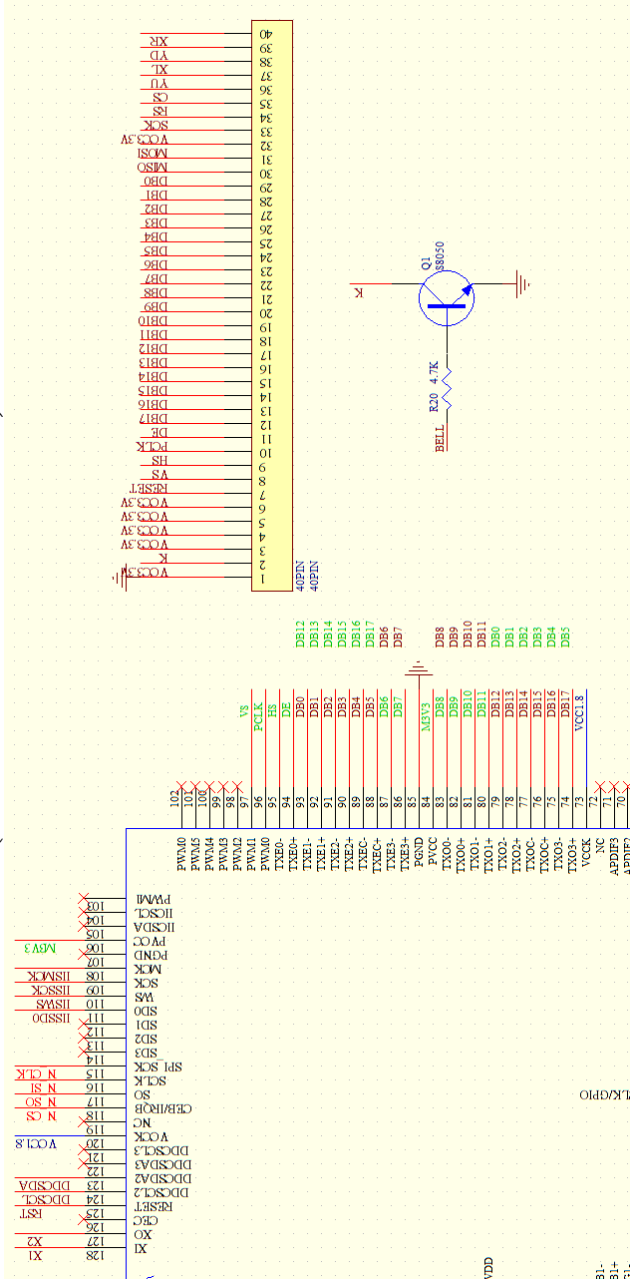 XR 40
YD 39
XL 38
YU 37
CS 36
RS 35
SCK 34
VCC3.3V 33
MOSI 32
MISO 31
DB0 30
DB1 29
DB2 28
DB3 27
DB4 26
DB5 25
DB6 24
DB7 23
DB8 22
DB9 21
DB10 20
DB11 19
DB12 18
DB13 17
DB14 16
DB15 15
DB16 14
DB17 13
DE 12
PCLK 11
HS 10
VS 9
RESET 8
VCC3.3V 7
VCC3.3V 6
VCC3.3V 5
VCC3.3V 4
K 3
VCC3.3V 2
1
40PIN
40PIN
Q1
S8050
K
R20 4.7K
BELL
DB12
DB13
DB14
DB15
DB16
DB17
DB6
DB7
DB8
DB9
DB10
DB11
DB0
DB1
DB2
DB3
DB4
DB5
VS
PCLK
HS
DE
DB0
DB1
DB2
DB3
DB4
DB5
DB6
DB7
M3V3
DB8
DB9
DB10
DB11
DB12
DB13
DB14
DB15
DB16
DB17
VCC1.8
102
101
100
99
98
97
96
95
94
93
92
91
90
89
88
87
86
85
84
83
82
81
80
79
78
77
76
75
74
73
72
71
70
PWM0
PWM5
PWM4
PWM3
PWM2
PWM1
PWM0
TXE0-
TXE0+
TXE1-
TXE1+
TXE2-
TXE2+
TXEC-
TXEC+
TXE3-
TXE3+
PGND
PVCC
TXO0-
TXO0+
TXO1-
TXO1+
TXO2-
TXO2+
TXOC-
TXOC+
TXO3-
TXO3+
VCCK
NC
APDIF3
APDIF2
103 PWM1
104 IICSCL
105 IICSDA
M3V3 106 PVCC
107 PGND
IISMCK 108 MCK
IISSCK 109 SCK
IISWS 110 WS
IISSD0 111 SD0
112 SD1
113 SD2
114 SD3
N_CLK 115 SPI_SCK
N_SI 116 SCLK
N_SO 117 SO
N_CS 118 CEB/IRQB
119 NC
VCC1.8 120 VCCK
121 DDCSCL3
122 DDCSDA3
DDCSDA 123 DDCSDA2
DDCSCL 124 DDCSCL2
RST 125 RESET
126 CEC
X2 127 XO
X1 128 XI
LK/GPIO
VDD
B1-
B1+